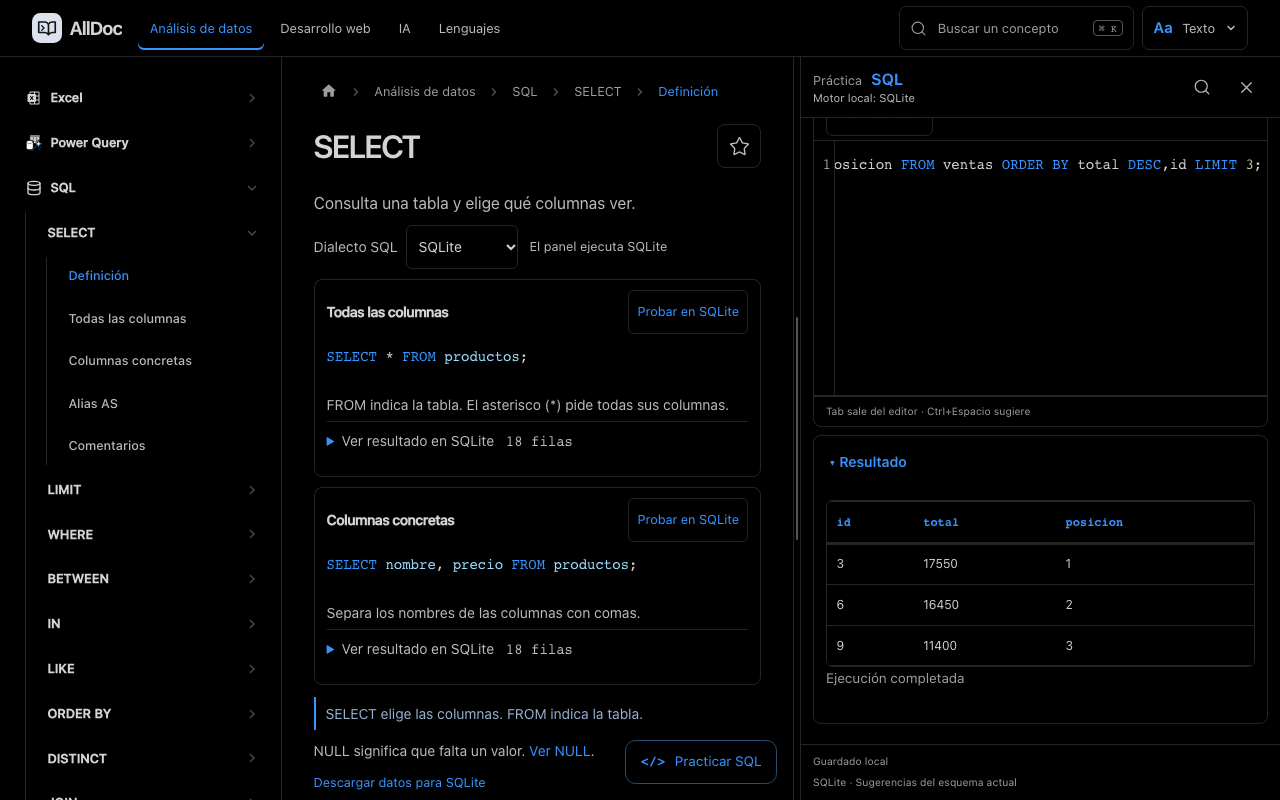 AllDoc
Análisis de datos
Desarrollo web
IA
Lenguajes
Buscar un concepto
⌘ K
Aa Texto
Excel
Power Query
SQL
SELECT
Definición
Todas las columnas
Columnas concretas
Alias AS
Comentarios
LIMIT
WHERE
BETWEEN
IN
LIKE
ORDER BY
DISTINCT
Análisis de datos
SQL
SELECT
Definición
SELECT
Consulta una tabla y elige qué columnas ver.
Dialecto SQL SQLite El panel ejecuta SQLite
Todas las columnas
Probar en SQLite
SELECT * FROM productos;
FROM indica la tabla. El asterisco (*) pide todas sus columnas.
Ver resultado en SQLite 18 filas
Columnas concretas
Probar en SQLite
SELECT nombre, precio FROM productos;
Separa los nombres de las columnas con comas.
Ver resultado en SQLite 18 filas
SELECT elige las columnas. FROM indica la tabla.
NULL significa que falta un valor. Ver NULL.
Descargar datos para SQLite
</> Practicar SQL
Práctica SQL
Motor local: SQLite
1 osicion FROM ventas ORDER BY total DESC,id LIMIT 3;
Tab sale del editor · Ctrl+Espacio sugiere
Resultado
id total posicion
3 17550 1
6 16450 2
9 11400 3
Ejecución completada
Guardado local
SQLite · Sugerencias del esquema actual